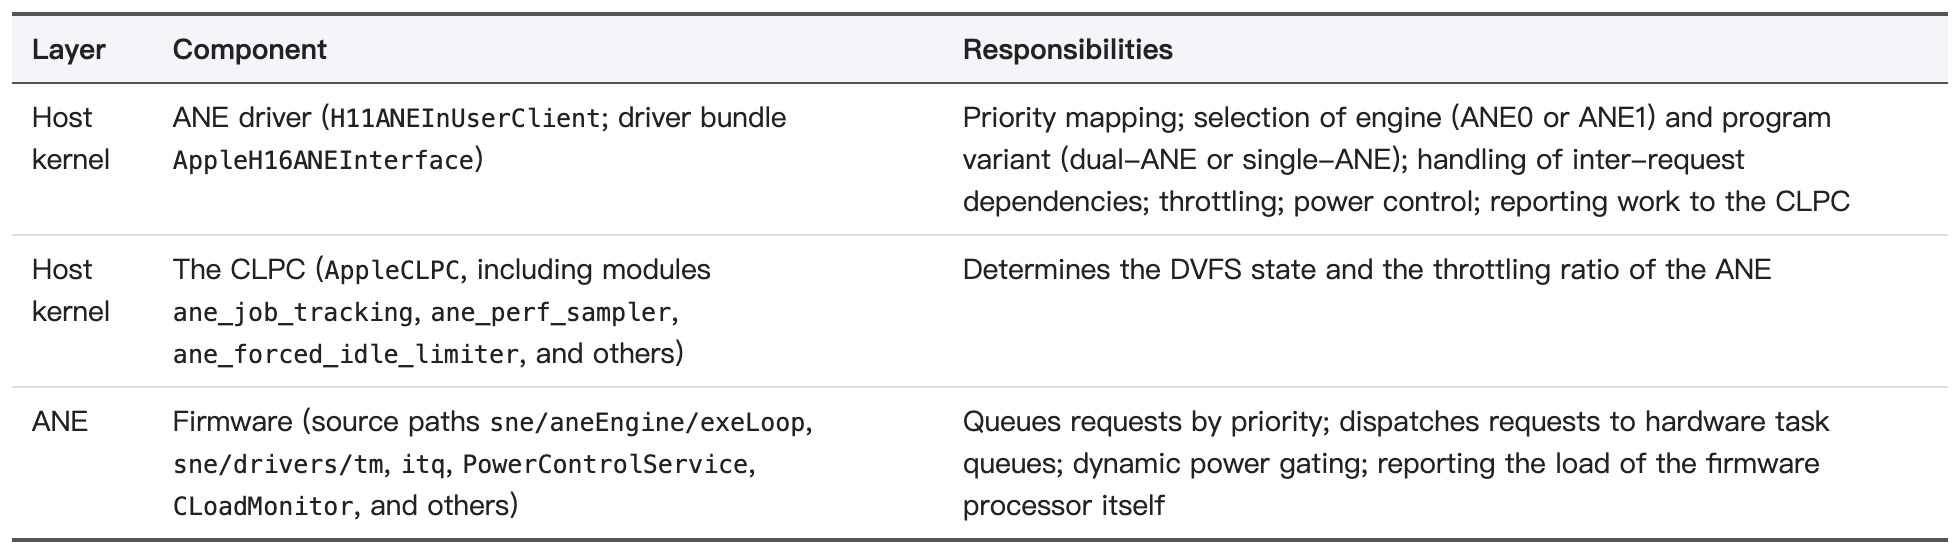 Layer Component Responsibilities
Host kernel
ANE driver (H11ANEInUserClient; driver bundle
AppleH16ANEInterface)
Priority mapping; selection of engine (ANE0 or ANE1) and program
variant (dual-ANE or single-ANE); handling of inter-request
dependencies; throttling; power control; reporting work to the CLPC
Host kernel
The CLPC (AppleCLPC, including modules
ane_job_tracking, ane_perf_sampler,
ane_forced_idle_limiter, and others)
Determines the DVFS state and the throttling ratio of the ANE
ANE
Firmware (source paths sne/aneEngine/exeLoop,
sne/drivers/tm, itq, PowerControlService,
CLoadMonitor, and others)
Queues requests by priority; dispatches requests to hardware task
queues; dynamic power gating; reporting the load of the firmware
processor itself